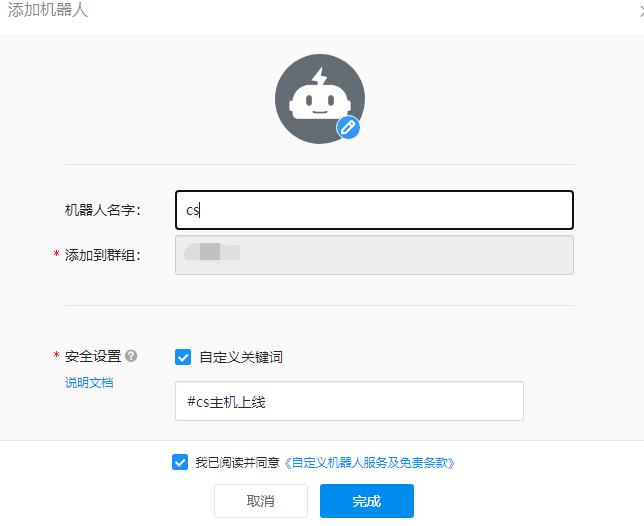 添加机器人
机器人名字： cs
* 添加到群组：
* 安全设置 ? 自定义关键词
说明文档
#cs主机上线
我已阅读并同意《自定义机器人服务及免责条款》
取消 完成